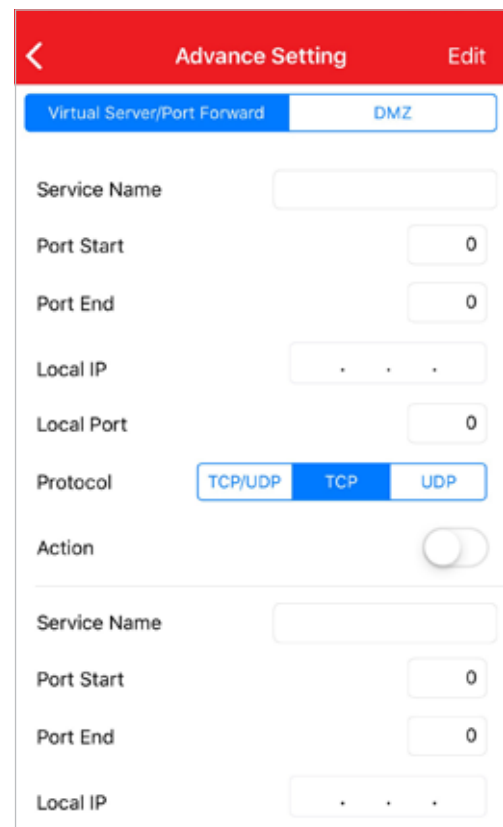 Advance Setting Edit
Virtual Server/Port Forward DMZ
Service Name
Port Start 0
Port End 0
Local IP . . .
Local Port 0
Protocol TCP/UDP TCP UDP
Action
Service Name
Port Start 0
Port End 0
Local IP . . .